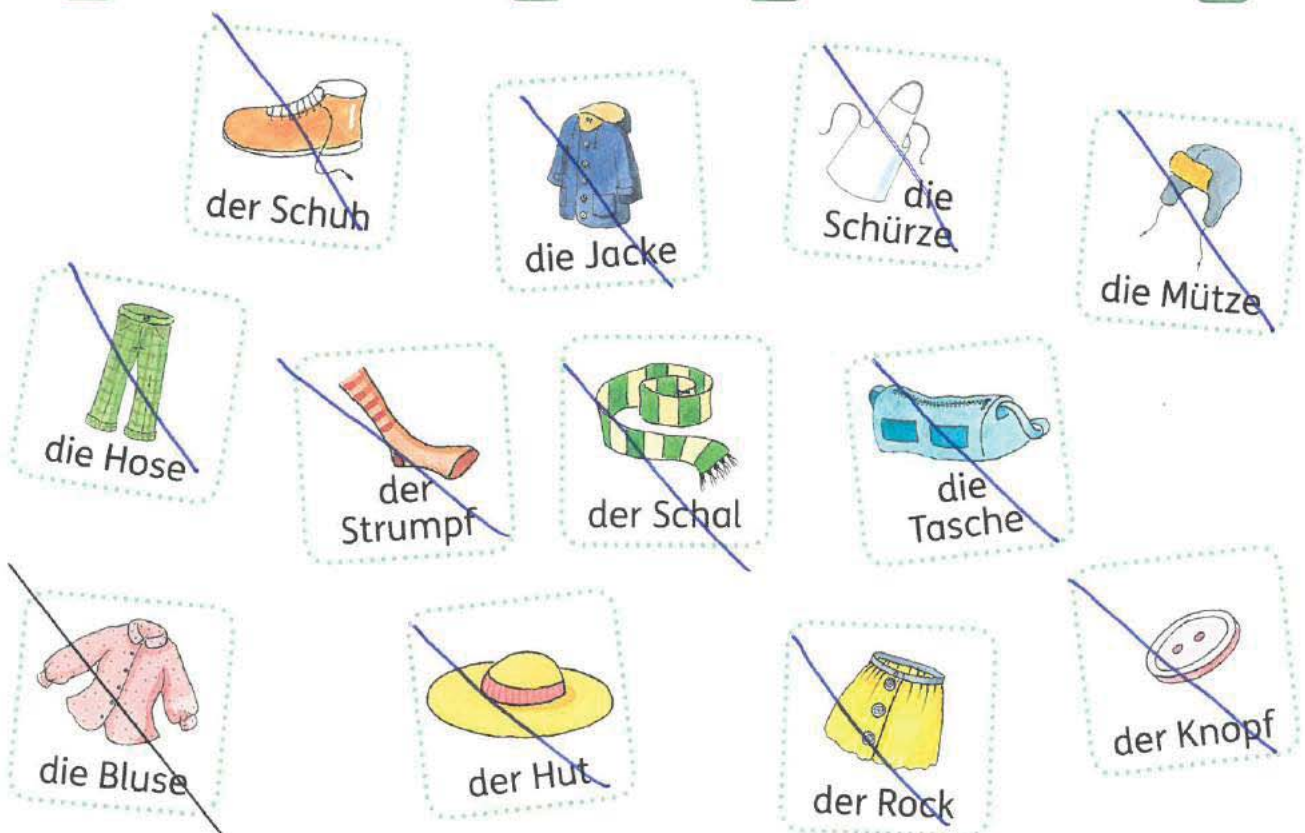 der Schuh
die Jacke
die
Schürze
die Mütze
die Hose
der
Strumpf
der Schal
die
Tasche
die Bluse
der Hut
der Rock
der Knopf